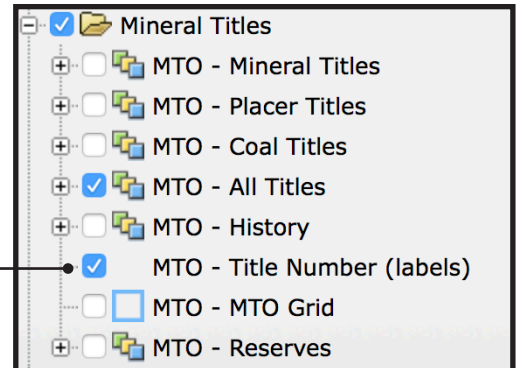 Mineral Titles
MTO - Mineral Titles
MTO - Placer Titles
MTO - Coal Titles
MTO - All Titles
MTO - History
MTO - Title Number (labels)
MTO - MTO Grid
MTO - Reserves